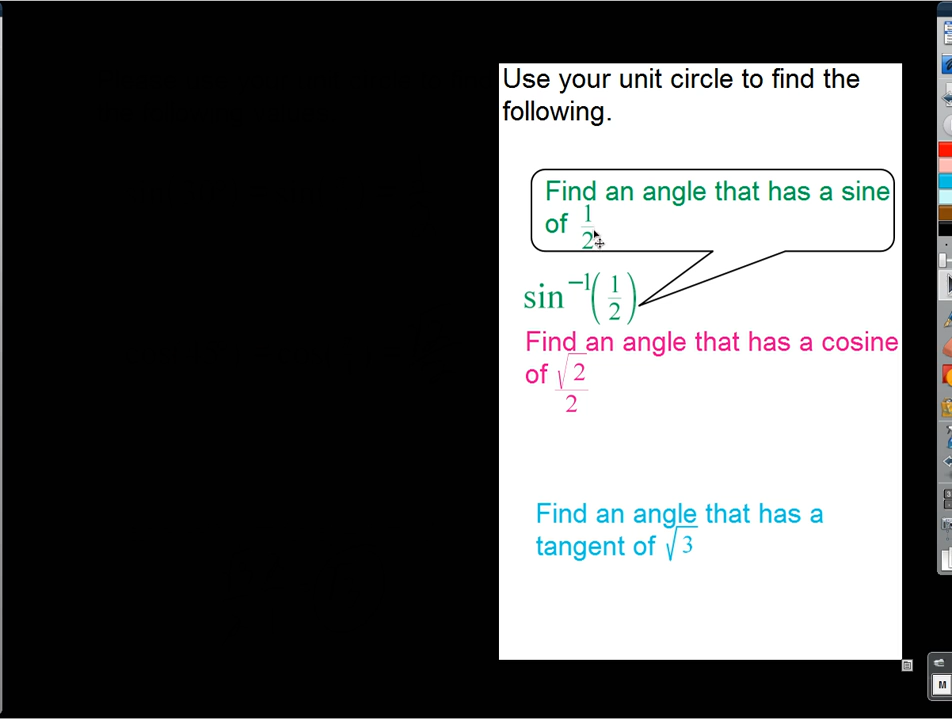 Use your unit circle to find the
following.
Find an angle that has a sine
of 1/2
sin⁻¹(1/2)
Find an angle that has a cosine
of √2/2
Find an angle that has a
tangent of √3
M